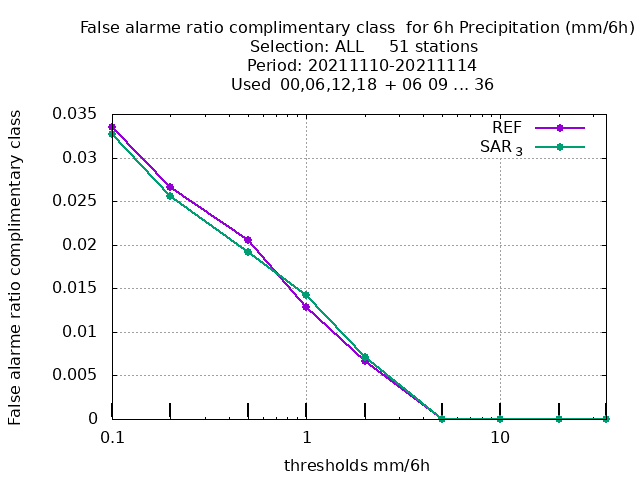 False alarme ratio complimentary class  for 6h Precipitation (mm/6h)
Selection: ALL     51 stations
Period: 20211110-20211114
Used  00,06,12,18  + 06 09 ... 36
False alarme ratio complimentary class
0.035
0.03
0.025
0.02
0.015
0.01
0.005
0
REF
SAR 3
0.1
1
10
thresholds mm/6h